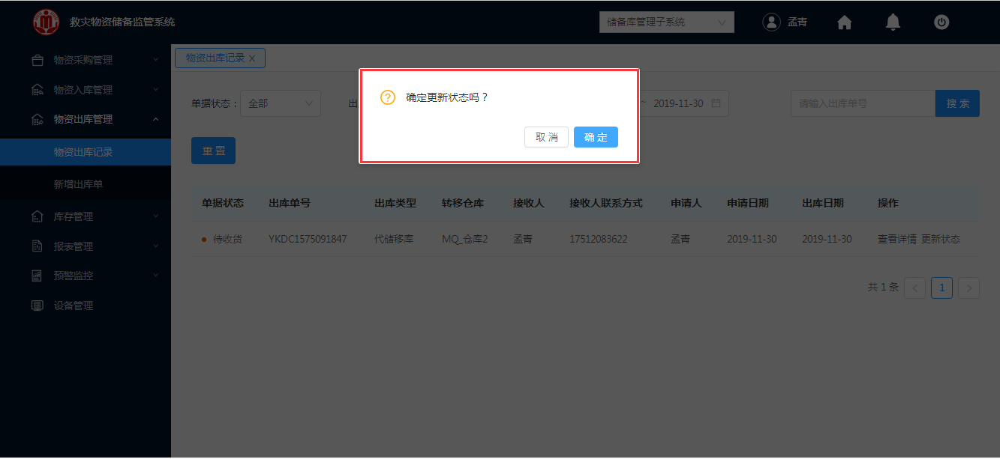 救灾物资储备监管系统
储备库管理子系统
孟青
物资采购管理
物资入库管理
物资出库管理
物资出库记录
新增出库单
库存管理
报表管理
预警监控
设备管理
物资出库记录 X
确定更新状态吗？
取 消 确 定
单据状态： 全部 出 ~ 2019-11-30 请输入出库单号 搜 索
重 置
单据状态 出库单号 出库类型 转移仓库 接收人 接收人联系方式 申请人 申请日期 出库日期 操作
待收货 YKDC1575091847 代储移库 MQ_仓库2 孟青 17512083622 孟青 2019-11-30 2019-11-30 查看详情 更新状态
共 1 条 < 1 >